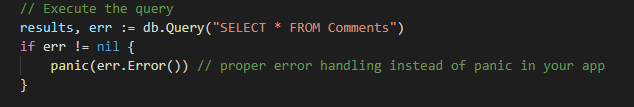 // Execute the query
results, err := db.Query("SELECT * FROM Comments")
if err != nil {
    panic(err.Error()) // proper error handling instead of panic in your app
}